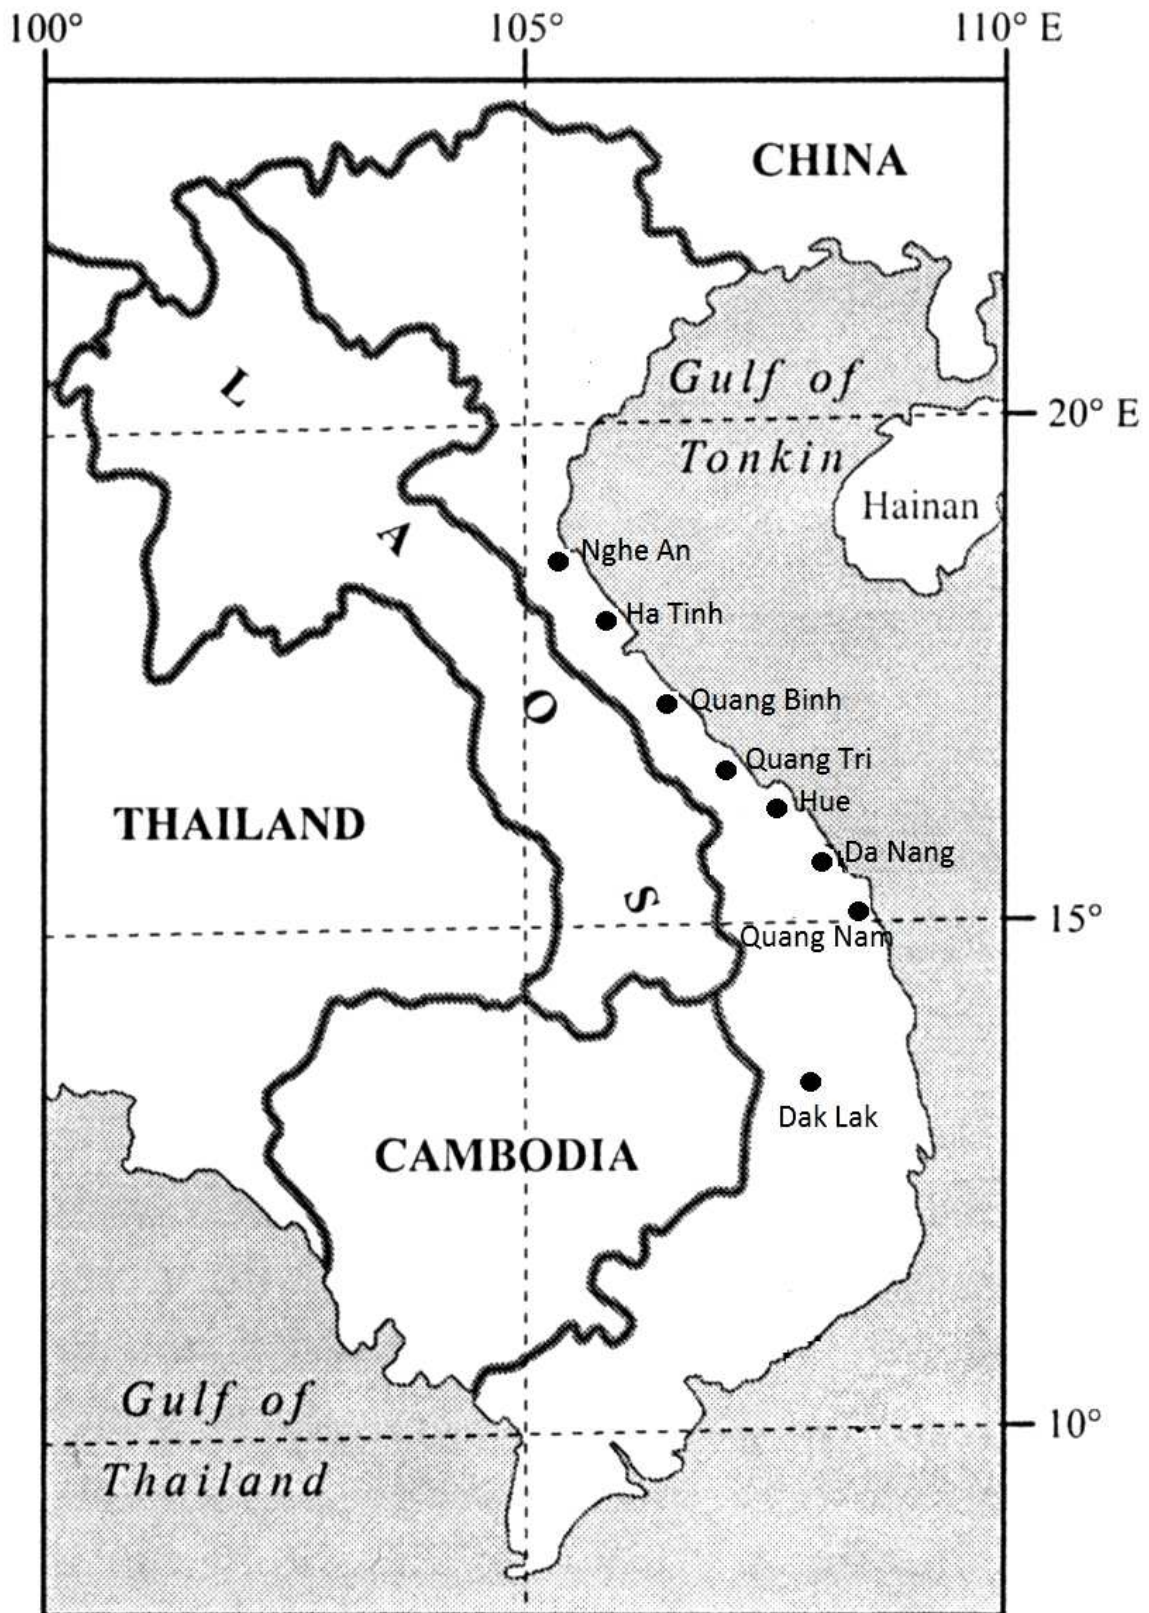 100° 105° 110° E
CHINA
Gulf of
L
20° E
Tonkin
Hainan
A
Nghe An
Ha Tinh
O
Quang Binh
Quang Tri
Hue
THAILAND
Da Nang
S
15°
Quang Nam
Dak Lak
CAMBODIA
Gulf of
10°
Thailand